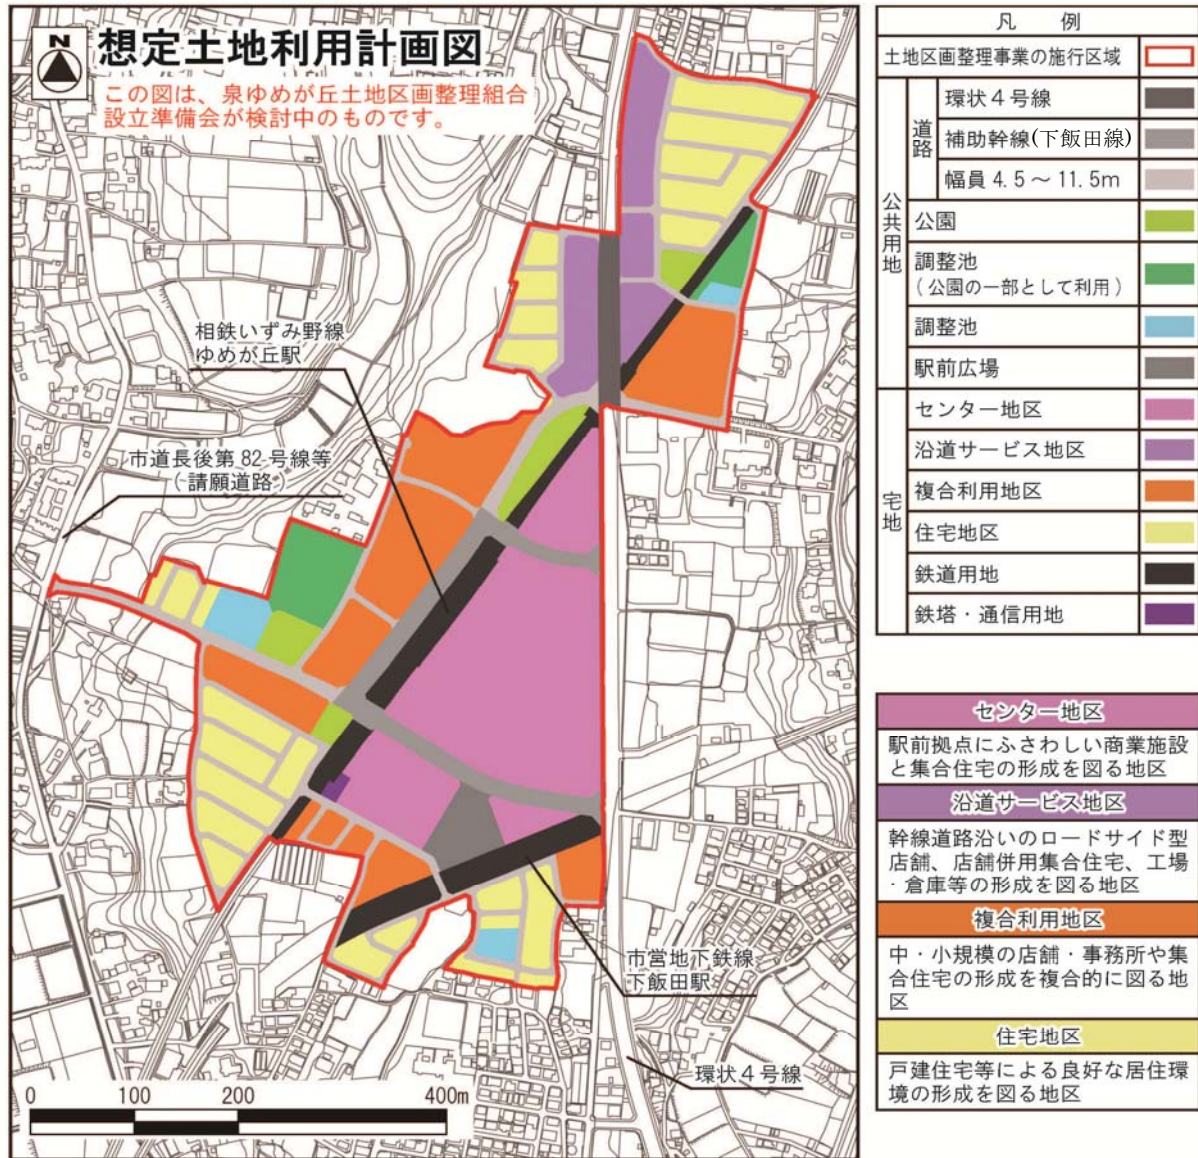 N
想定土地利用計画図
この図は、泉ゆめが丘土地区画整理組合
設立準備会が検討中のものです。
相鉄いずみ野線
ゆめが丘駅
市道長後第82号線等
(請願道路)
市営地下鉄線
下飯田駅
環状4号線
0 100 200 400m
凡 例
土地区画整理事業の施行区域
公共用地
道路
環状4号線
補助幹線(下飯田線)
幅員4.5〜11.5m
公園
調整池
(公園の一部として利用)
調整池
駅前広場
宅地
センター地区
沿道サービス地区
複合利用地区
住宅地区
鉄道用地
鉄塔・通信用地
センター地区
駅前拠点にふさわしい商業施設
と集合住宅の形成を図る地区
沿道サービス地区
幹線道路沿いのロードサイド型
店舗、店舗併用集合住宅、工場
・倉庫等の形成を図る地区
複合利用地区
中・小規模の店舗・事務所や集
合住宅の形成を複合的に図る地
区
住宅地区
戸建住宅等による良好な居住環
境の形成を図る地区